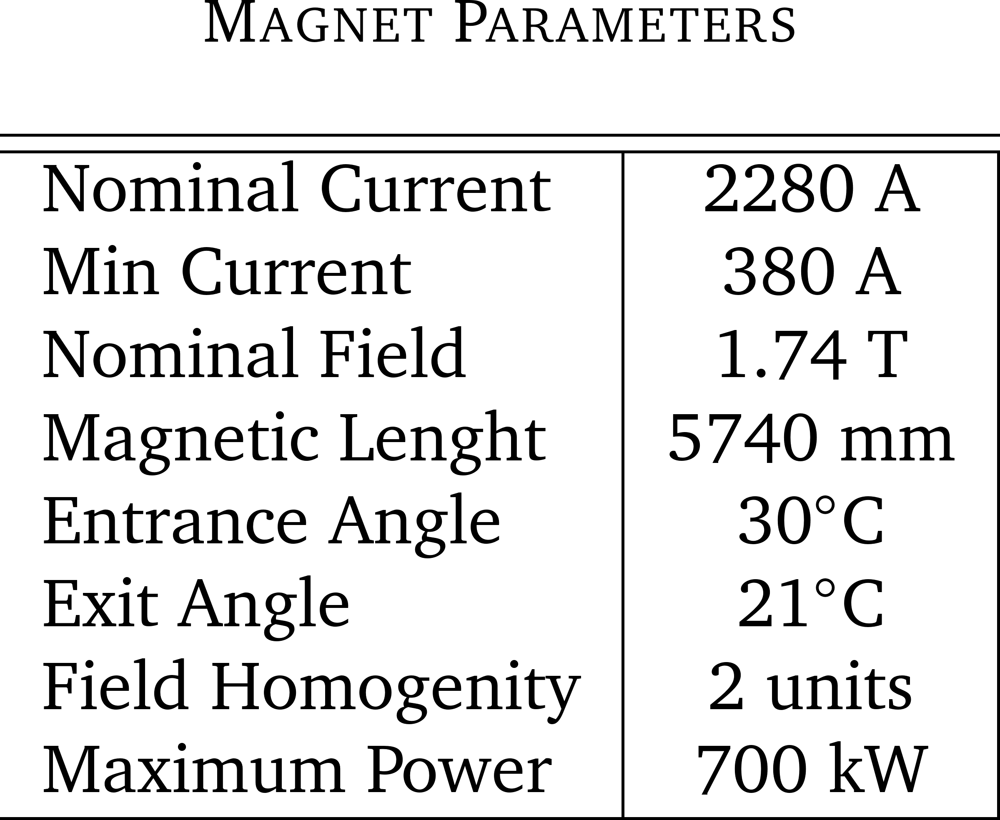 Magnet Parameters
Nominal Current 2280 A
Min Current 380 A
Nominal Field 1.74 T
Magnetic Lenght 5740 mm
Entrance Angle 30°C
Exit Angle 21°C
Field Homogenity 2 units
Maximum Power 700 kW